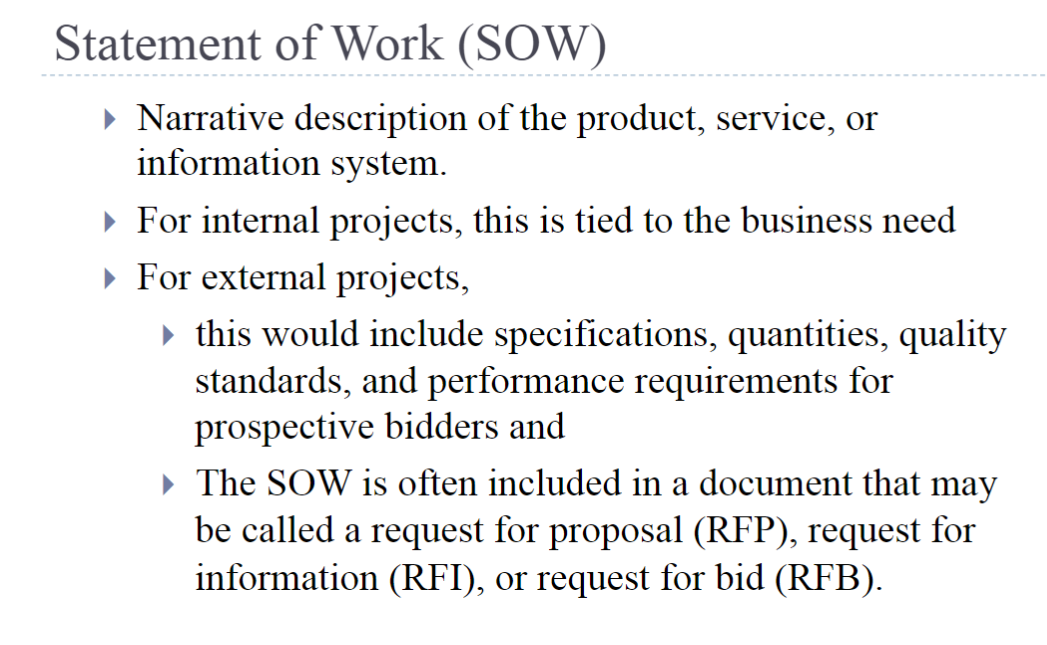 Statement of Work (SOW)
Narrative description of the product, service, or
information system.
For internal projects, this is tied to the business need
For external projects,
this would include specifications, quantities, quality
standards, and performance requirements for
prospective bidders and
The SOW is often included in a document that may
be called a request for proposal (RFP), request for
information (RFI), or request for bid (RFB).